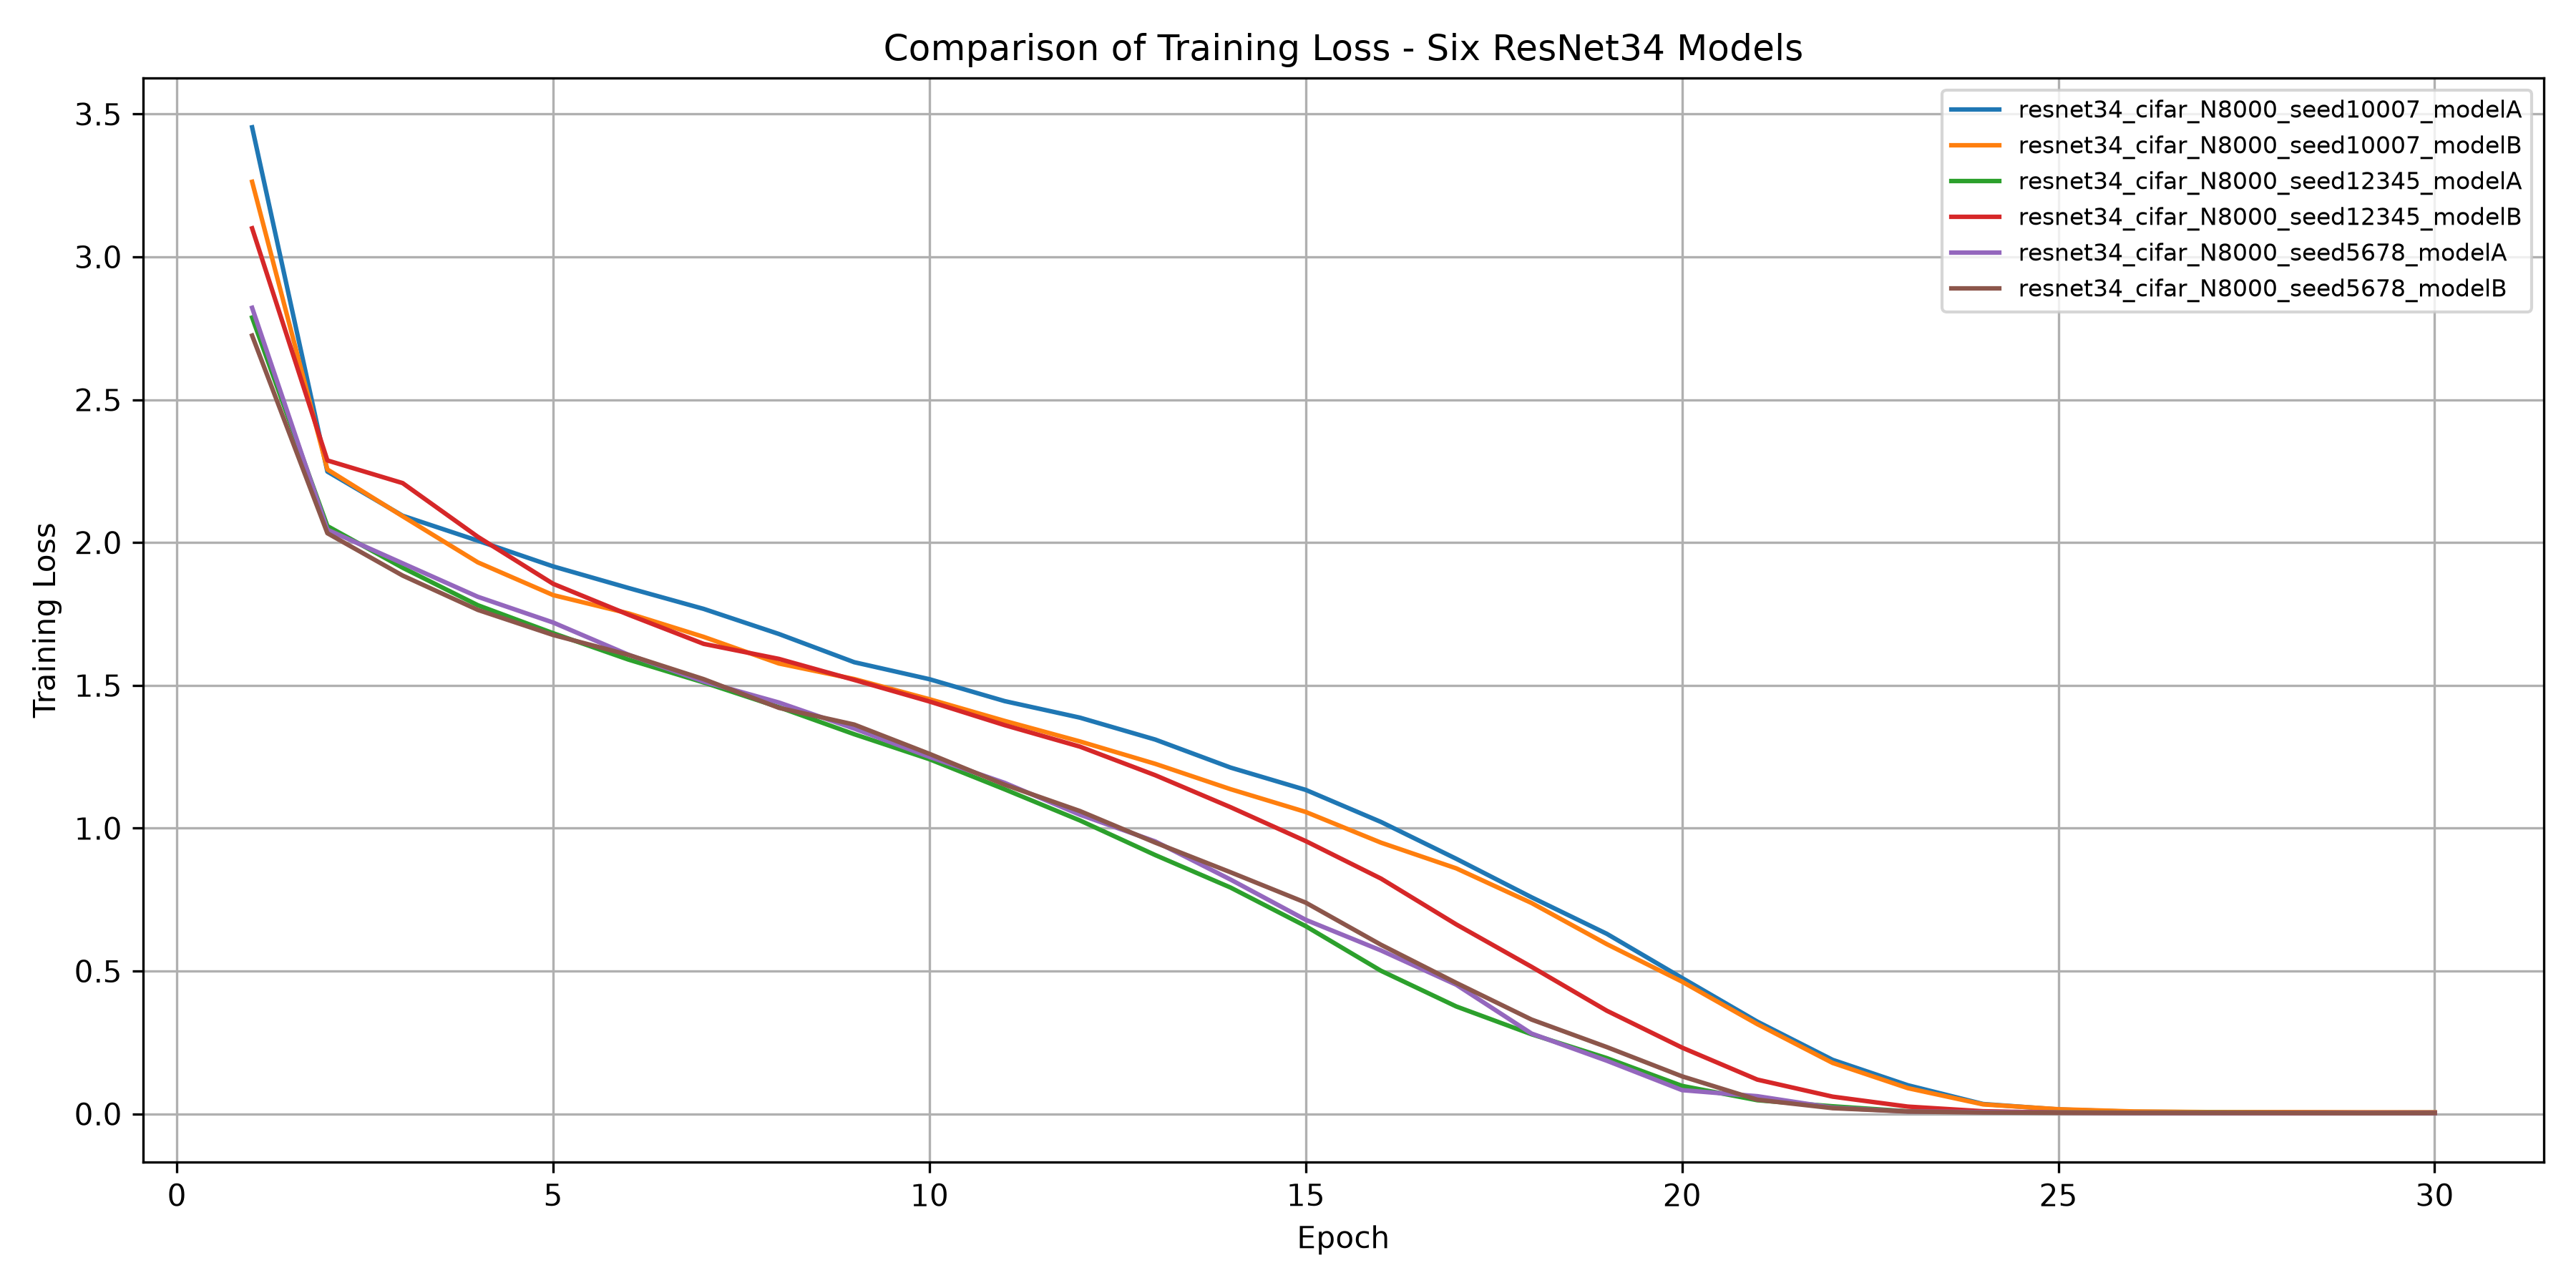 Comparison of Training Loss - Six ResNet34 Models
resnet34_cifar_N8000_seed10007_modelA
resnet34_cifar_N8000_seed10007_modelB
resnet34_cifar_N8000_seed12345_modelA
resnet34_cifar_N8000_seed12345_modelB
resnet34_cifar_N8000_seed5678_modelA
resnet34_cifar_N8000_seed5678_modelB
Training Loss
3.5
3.0
2.5
2.0
1.5
1.0
0.5
0.0
0 5 10 15 20 25 30
Epoch